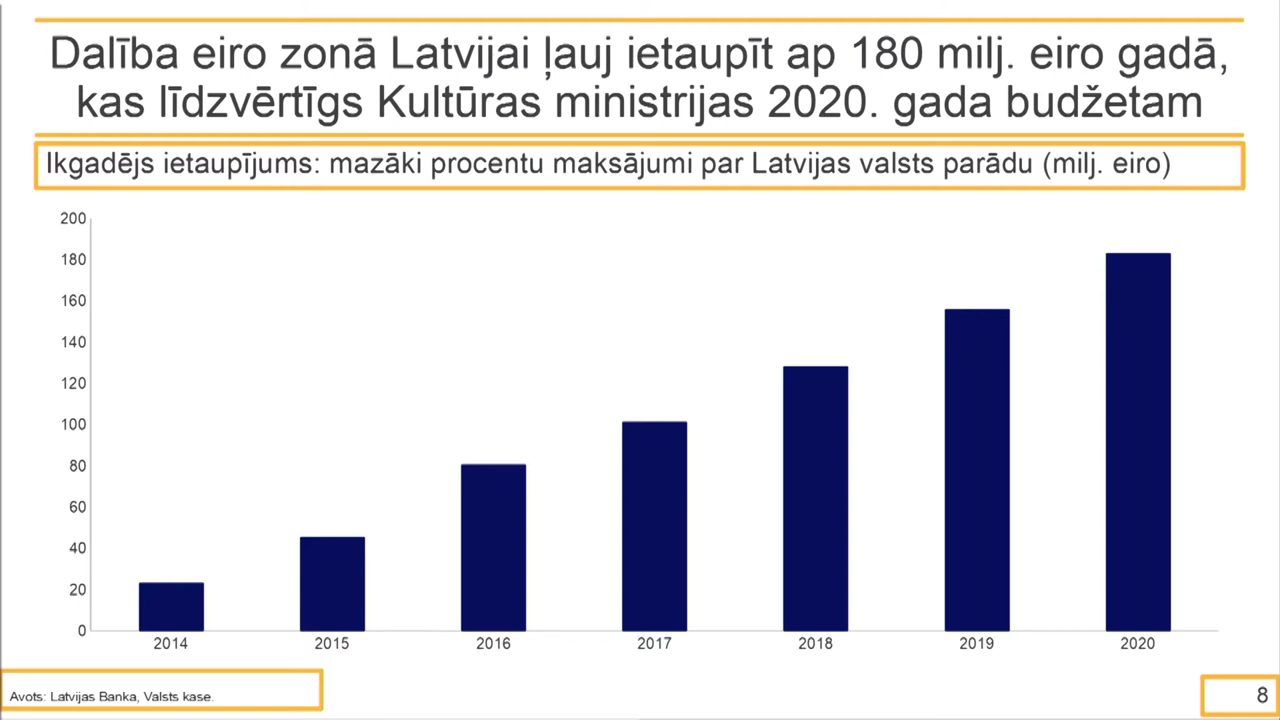 Dalība eiro zonā Latvijai ļauj ietaupīt ap 180 milj. eiro gadā,
kas līdzvērtīgs Kultūras ministrijas 2020. gada budžetam
Ikgadējs ietaupījums: mazāki procentu maksājumi par Latvijas valsts parādu (milj. eiro)
200
180
160
140
120
100
80
60
40
20
0
2014 2015 2016 2017 2018 2019 2020
Avots: Latvijas Banka, Valsts kase.
8